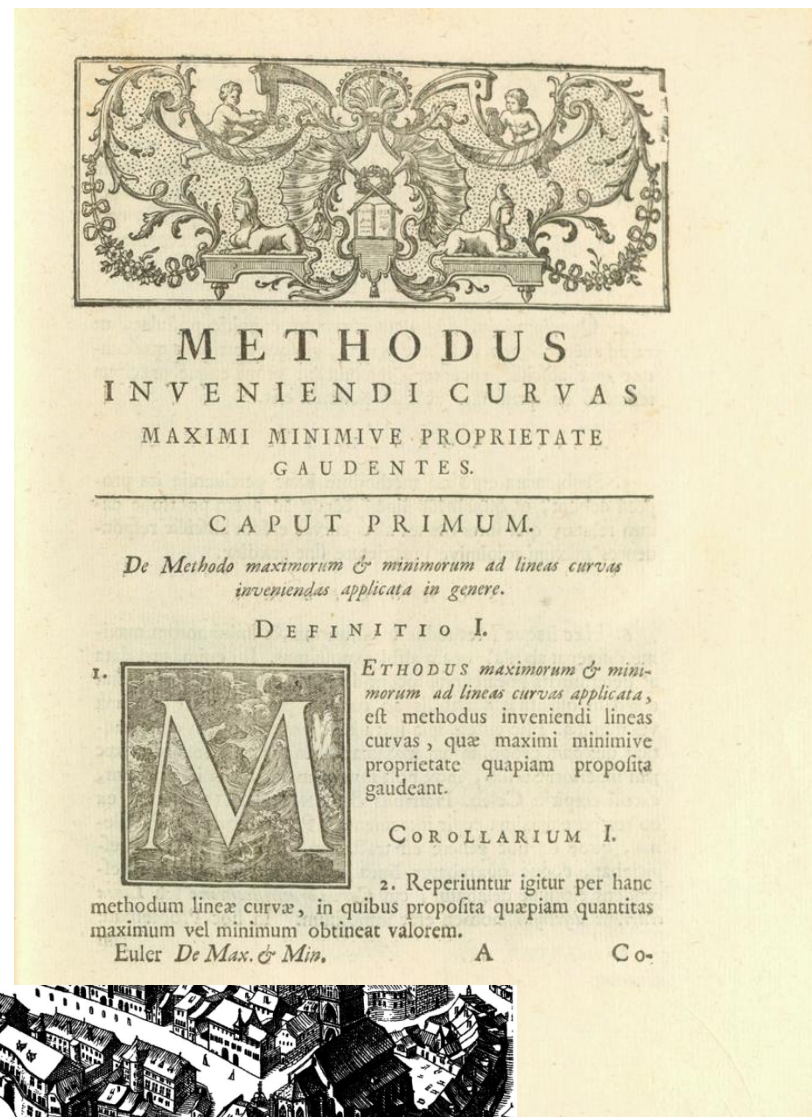 METHODUS
INVENIENDI CURVAS
MAXIMI MINIMIVE PROPRIETATE
GAUDENTES.
CAPUT PRIMUM.
De Methodo maximorum & minimorum ad lineas curvas
inveniendas applicata in genere.
DEFINITIO I.
1. METHODUS maximorum & mini-
morum ad lineas curvas applicata,
eſt methodus inveniendi lineas
curvas, quæ maximi minimive
proprietate quapiam propoſita
gaudeant.
COROLLARIUM I.
2. Reperiuntur igitur per hanc
methodum lineæ curvæ, in quibus propoſita quæpiam quantitas
maximum vel minimum obtineat valorem.
Euler De Max. & Min. A Co-